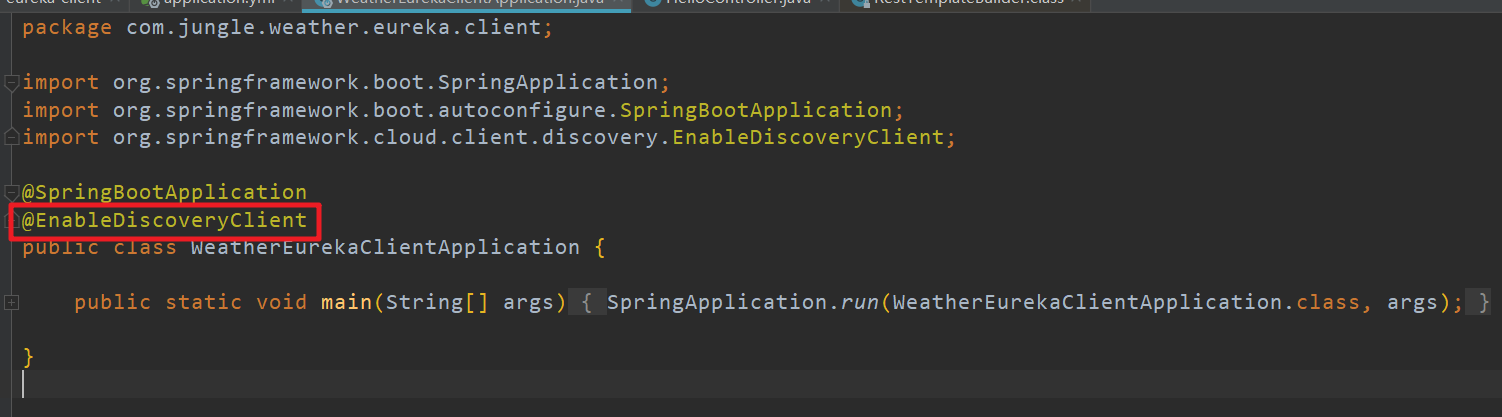 eureka-client application.yml WeatherEurekaClientApplication.java HelloController.java RestTemplateBuilder.class
package com.jungle.weather.eureka.client;
import org.springframework.boot.SpringApplication;
import org.springframework.boot.autoconfigure.SpringBootApplication;
import org.springframework.cloud.client.discovery.EnableDiscoveryClient;
@SpringBootApplication
@EnableDiscoveryClient
public class WeatherEurekaClientApplication {
public static void main(String[] args) { SpringApplication.run(WeatherEurekaClientApplication.class, args); }
}